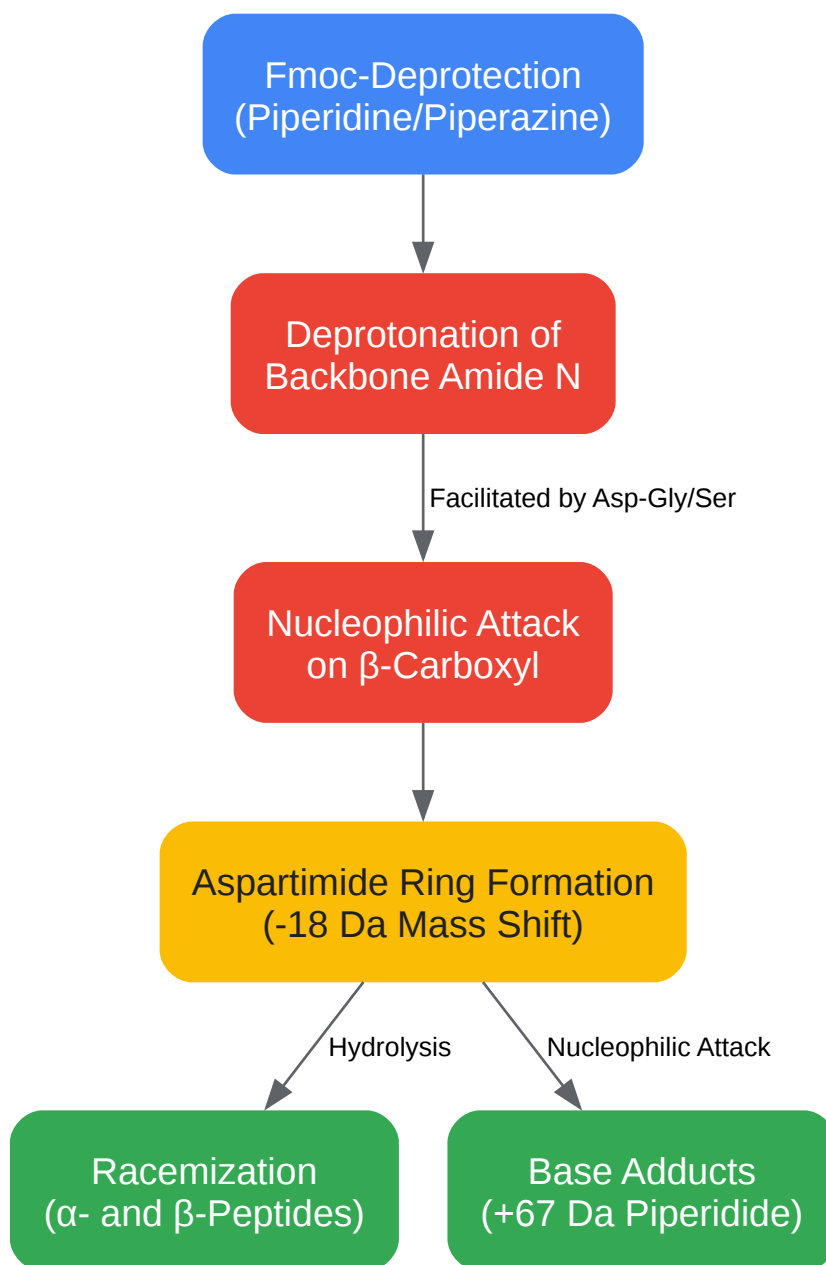 Fmoc-Deprotection
(Piperidine/Piperazine)
Deprotonation of
Backbone Amide N
Facilitated by Asp-Gly/Ser
Nucleophilic Attack
on β-Carboxyl
Aspartimide Ring Formation
(-18 Da Mass Shift)
Hydrolysis
Nucleophilic Attack
Racemization
(α- and β-Peptides)
Base Adducts
(+67 Da Piperidide)